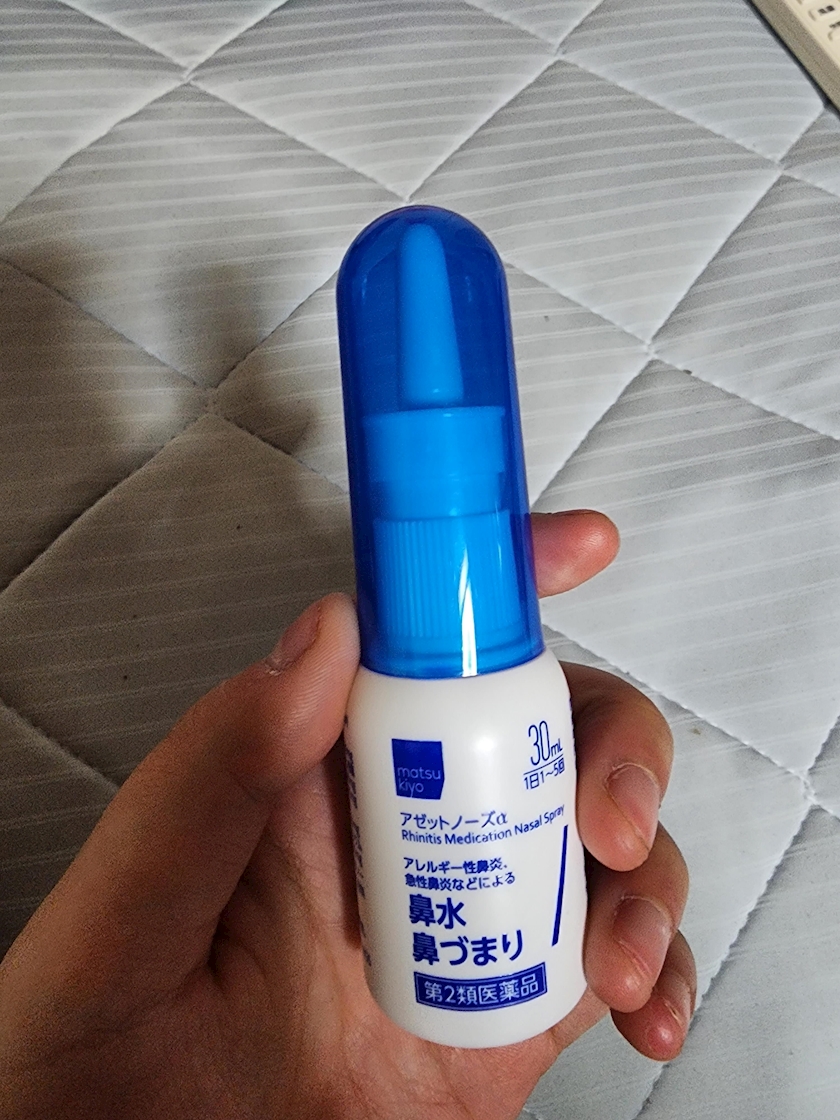 matsu
kiyo
30mL
1日1〜5回
アゼットノーズα
Rhinitis Medication Nasal Spray
アレルギー性鼻炎、
急性鼻炎などによる
鼻水
鼻づまり
第2類医薬品